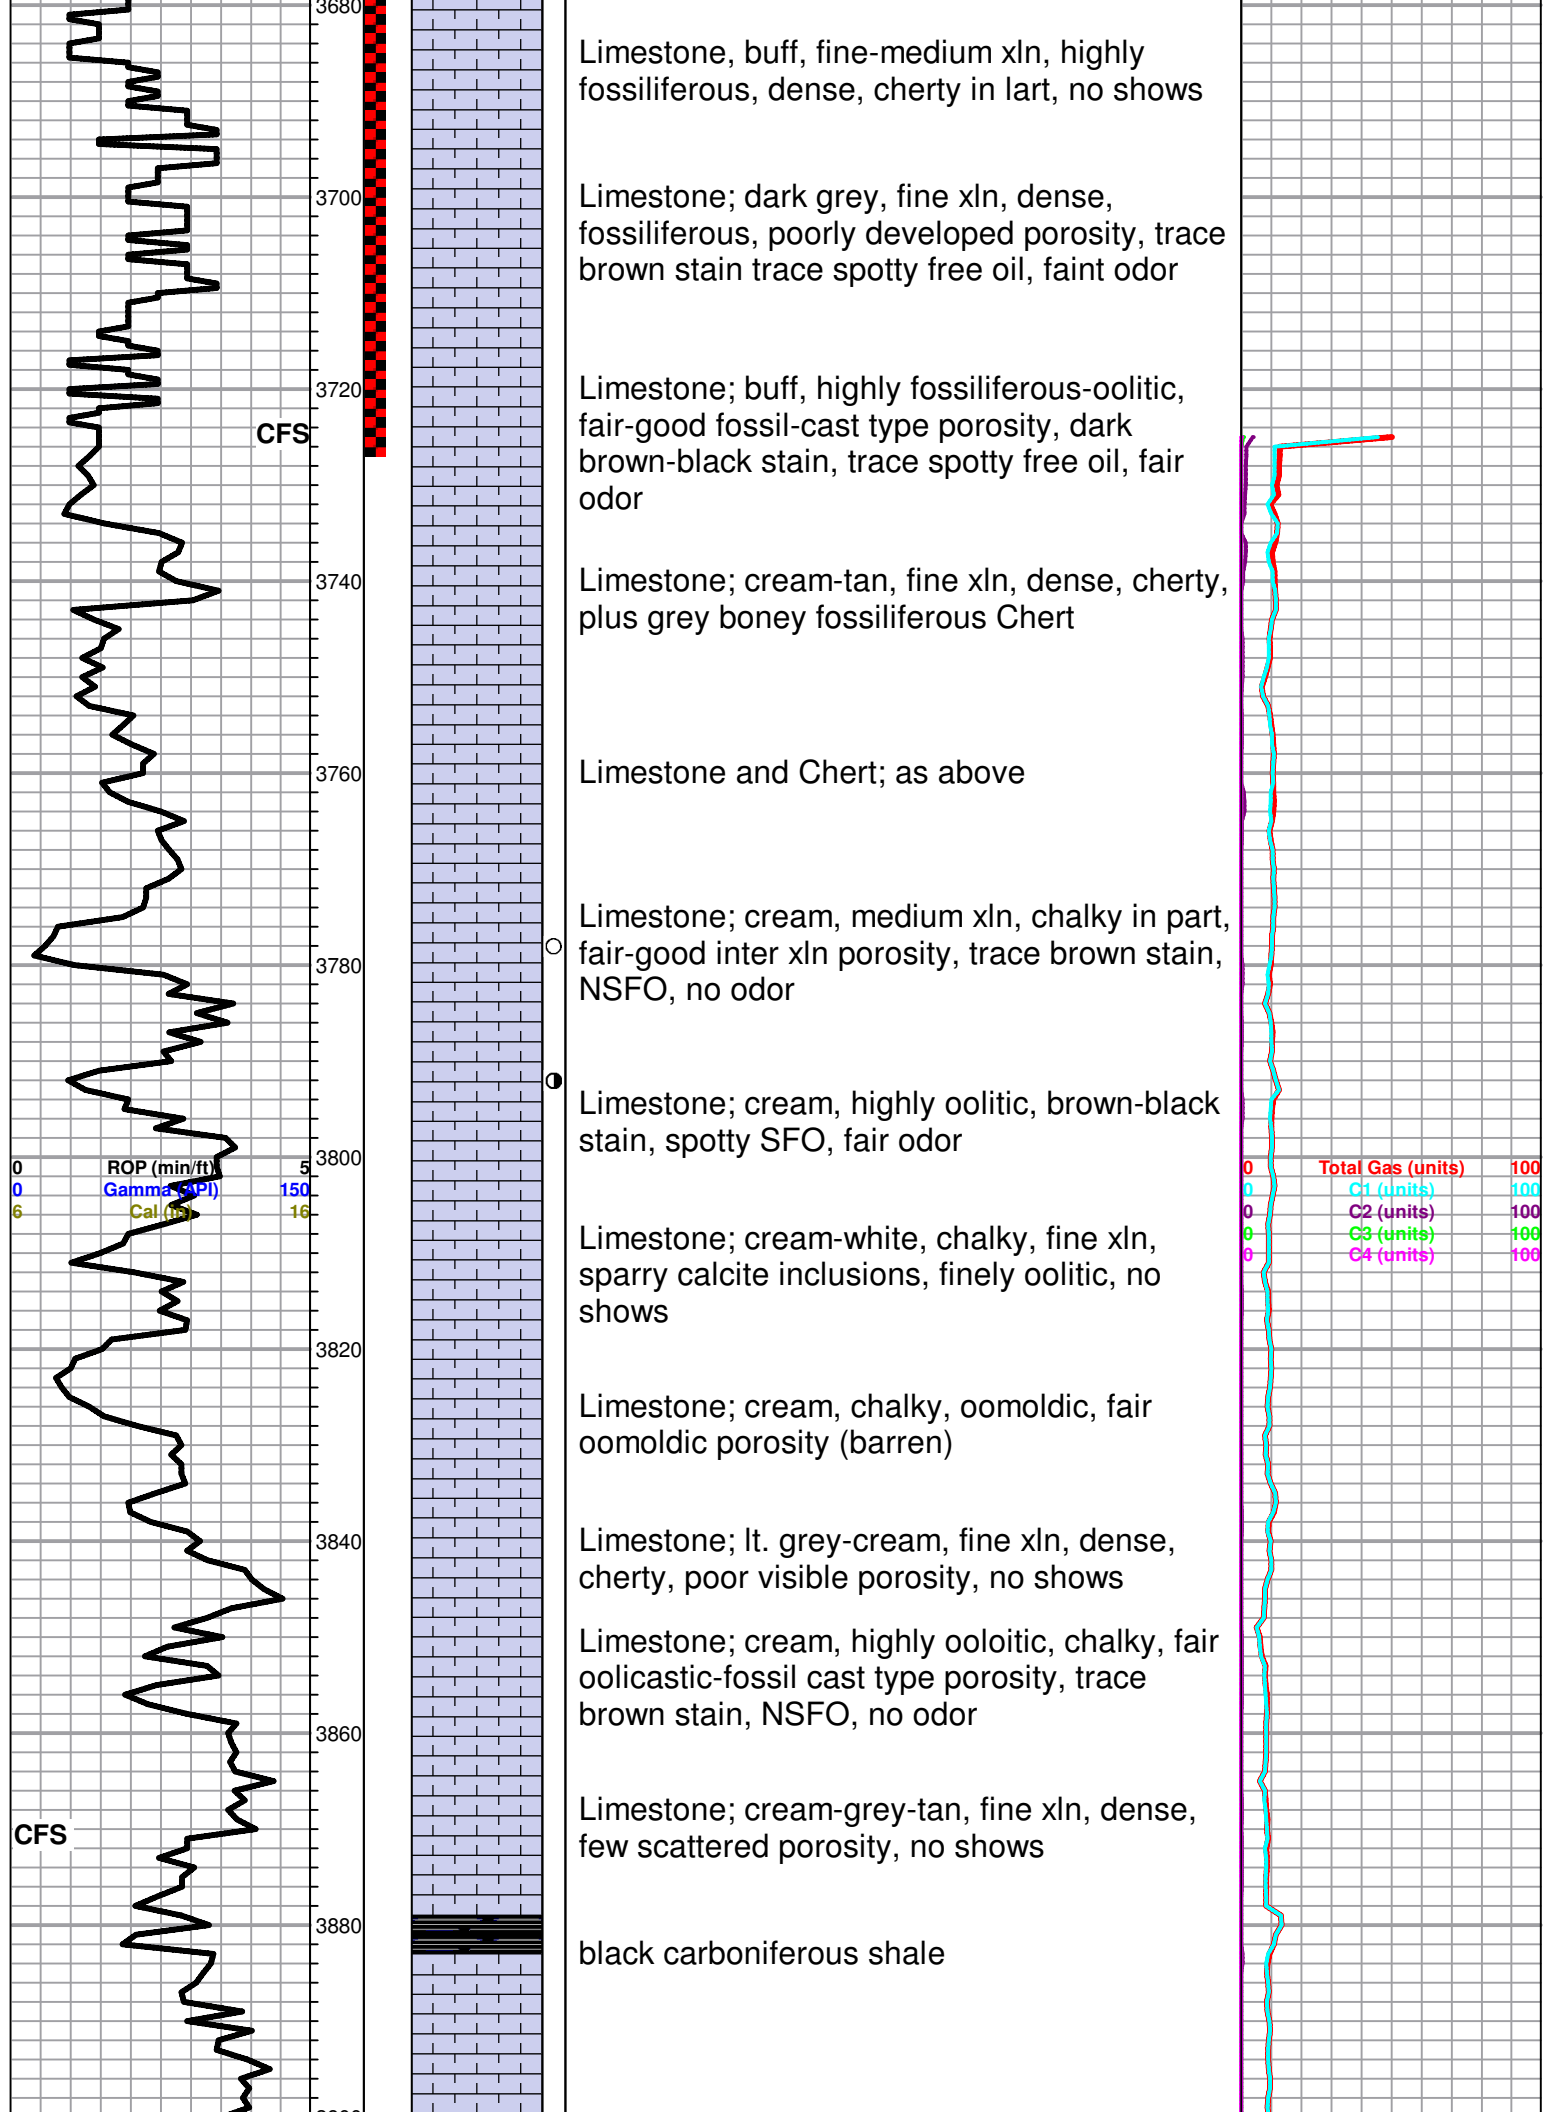 3680
Limestone, buff, fine-medium xln, highly
fossiliferous, dense, cherty in lart, no shows
3700
Limestone; dark grey, fine xln, dense,
fossiliferous, poorly developed porosity, trace
brown stain trace spotty free oil, faint odor
3720
CFS
Limestone; buff, highly fossiliferous-oolitic,
fair-good fossil-cast type porosity, dark
brown-black stain, trace spotty free oil, fair
odor
3740
Limestone; cream-tan, fine xln, dense, cherty,
plus grey boney fossiliferous Chert
3760
Limestone and Chert; as above
Limestone; cream, medium xln, chalky in part,
fair-good inter xln porosity, trace brown stain,
NSFO, no odor
3780
Limestone; cream, highly oolitic, brown-black
stain, spotty SFO, fair odor
3800
0 ROP (min/ft) 5
0 Gamma (API) 150
6 Cal (in) 16
0 Total Gas (units) 100
0 C1 (units) 100
0 C2 (units) 100
0 C3 (units) 100
0 C4 (units) 100
Limestone; cream-white, chalky, fine xln,
sparry calcite inclusions, finely oolitic, no
shows
3820
Limestone; cream, chalky, oomoldic, fair
oomoldic porosity (barren)
3840
Limestone; lt. grey-cream, fine xln, dense,
cherty, poor visible porosity, no shows
Limestone; cream, highly ooloitic, chalky, fair
oolicastic-fossil cast type porosity, trace
brown stain, NSFO, no odor
3860
CFS
Limestone; cream-grey-tan, fine xln, dense,
few scattered porosity, no shows
3880
black carboniferous shale